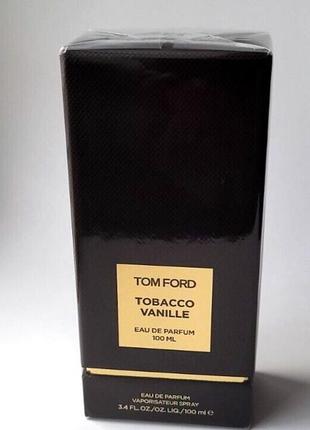 TOM FORD
TOBACCO
VANILLE
EAU DE PARFUM
100 ML
EAU DE PARFUM
VAPORISATEUR SPRAY
3.4 FL.OZ./OZ. LIQ./100 ml ℮